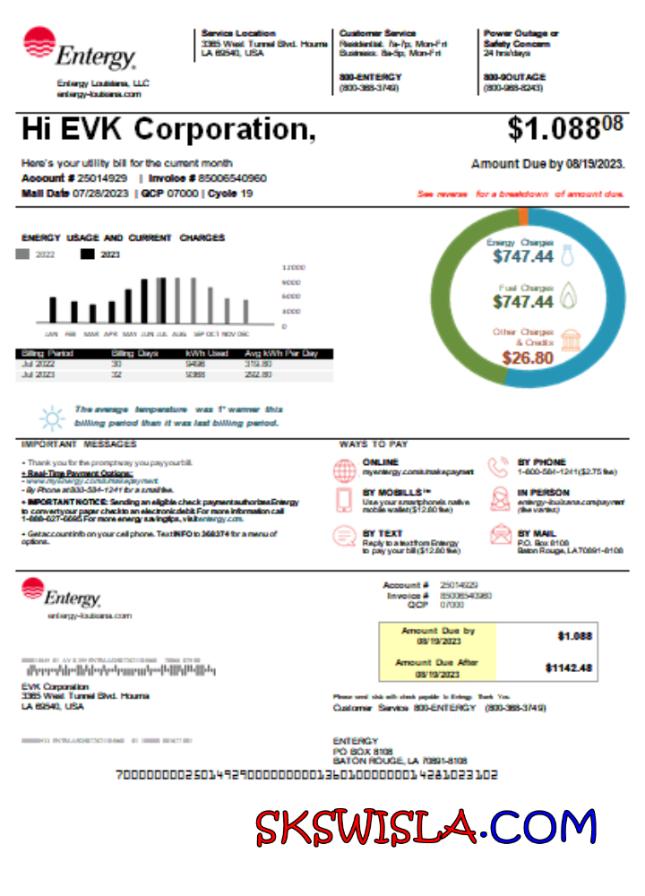 Entergy
Entergy Louisiana, LLC
entergy-louisiana.com
Service Location
3365 West Tunnel Blvd. Houma
LA 69540, USA
Customer Service
Residential: 7a-7p, Mon-Fri
Business: 8a-5p, Mon-Fri
800-ENTERGY
(800-368-3749)
Power Outage or
Safety Concern
24 hrs/days
800-9OUTAGE
(800-968-8243)
Hi EVK Corporation,
$1.08808
Here's your utility bill for the current month
Account # 25014929 | Invoice # 85006540960
Mail Date 07/28/2023 | QCP 07000 | Cycle 19
Amount Due by 08/19/2023.
See reverse for a breakdown of amount due.
ENERGY USAGE AND CURRENT CHARGES
2022 2023
12000
9000
6000
3000
0
JAN FEB MAR APR MAY JUN JUL AUG SEP OCT NOV DEC
Energy Charges
$747.44
Fuel Charges
$747.44
Other Charges
& Credits
$26.80
Billing Period Billing Days kWh Used Avg kWh Per Day
Jul 2022 30 9496 319.80
Jul 2023 32 9368 292.80
The average temperature was 1° warmer this
billing period than it was last billing period.
IMPORTANT MESSAGES
• Thank you for the prompt way you pay your bill.
• Real-Time Payment Options:
- www.myEntergy.com/makepayment
- By Phone at 800-584-1241 for a small fee.
• IMPORTANT NOTICE: Sending an eligible check payment authorizes Entergy
to convert your paper check to an electronic debit For more information call
1-888-627-6695 For more energy saving tips, visit entergy.com.
• Get account info on your cell phone. Text INFO to 368374 for a menu of
options.
WAYS TO PAY
ONLINE
myentergy.com/makepayment
BY MOBILLS™
Use your smartphone's native
mobile wallet ($12.80 fee)
BY TEXT
Reply to a text from Entergy
to pay your bill ($12.80 fee)
BY PHONE
1-800-584-1241 ($2.75 fee)
IN PERSON
entergy-louisiana.com/payment
(fee varies)
BY MAIL
P.O. Box 8108
Baton Rouge, LA 70891-8108
Entergy
entergy-louisiana.com
Account # 25014929
Invoice # 85006540960
QCP 07000
Amount Due by
08/19/2023
$1.088
Amount Due After
08/19/2023
$1142.48
EVK Corporation
3365 West Tunnel Blvd. Houma
LA 69540, USA
Please send stub with check payable to Entergy. Thank You.
Customer Service 800-ENTERGY (800-368-3749)
ENTERGY
PO BOX 8108
BATON ROUGE, LA 70891-8108
SKSWISLA.COM